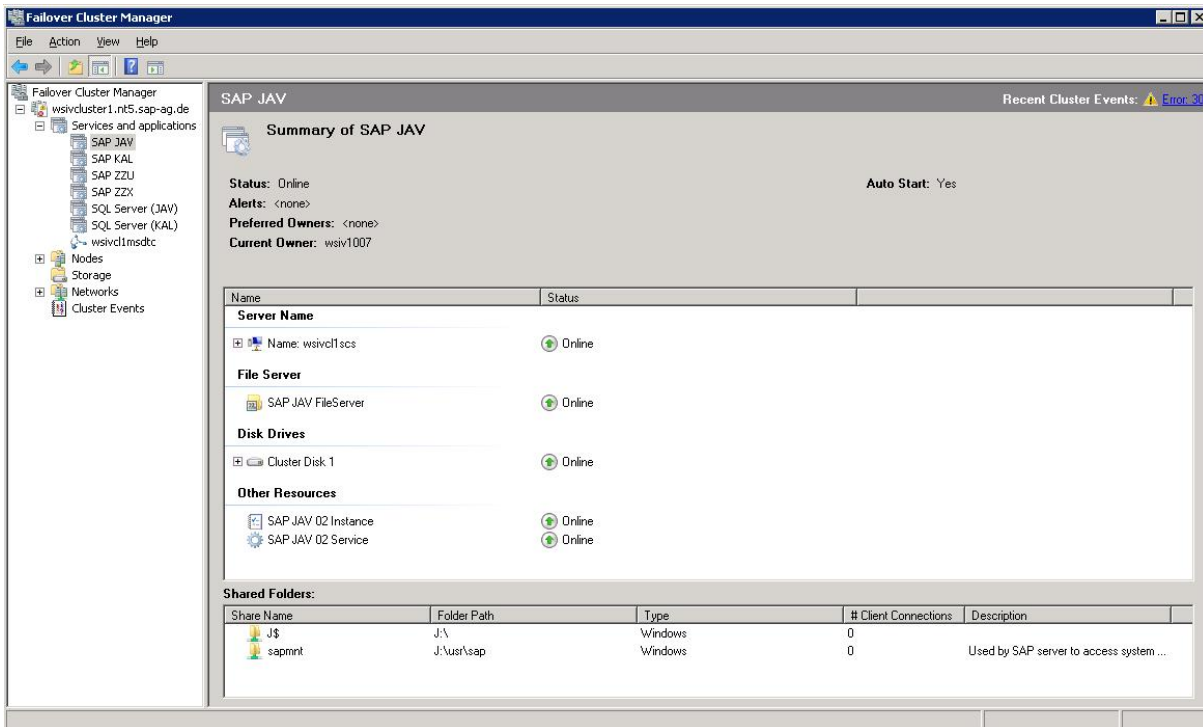 Failover Cluster Manager
File Action View Help
Failover Cluster Manager
wsivcluster1.nt5.sap-ag.de
Services and applications
SAP JAV
SAP KAL
SAP ZZU
SAP ZZX
SQL Server (JAV)
SQL Server (KAL)
wsivcl1msdtc
Nodes
Storage
Networks
Cluster Events
SAP JAV Recent Cluster Events: Error: 30
Summary of SAP JAV
Status: Online Auto Start: Yes
Alerts: <none>
Preferred Owners: <none>
Current Owner: wsiv1007
Name Status
Server Name
Name: wsivcl1scs Online
File Server
SAP JAV FileServer Online
Disk Drives
Cluster Disk 1 Online
Other Resources
SAP JAV 02 Instance Online
SAP JAV 02 Service Online
Shared Folders:
Share Name Folder Path Type # Client Connections Description
J$ J:\ Windows 0
sapmnt J:\usr\sap Windows 0 Used by SAP server to access system ...